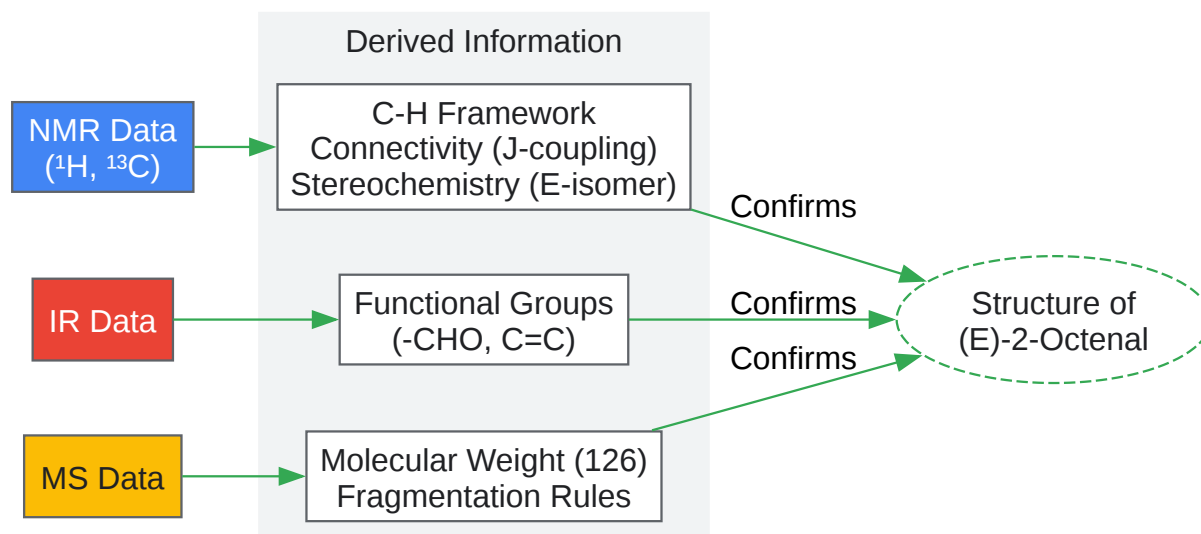 Derived Information
NMR Data
(¹H, ¹³C)
C-H Framework
Connectivity (J-coupling)
Stereochemistry (E-isomer)
Confirms
IR Data
Functional Groups
(-CHO, C=C)
Confirms
Structure of
(E)-2-Octenal
Confirms
MS Data
Molecular Weight (126)
Fragmentation Rules